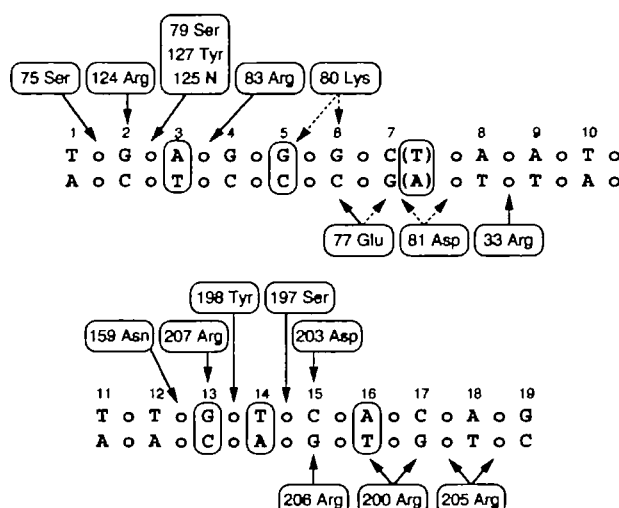 79 Ser
127 Tyr
125 N
75 Ser 124 Arg 83 Arg 80 Lys
1 2 3 4 5 6 7 8 9 10
T o G o A o G o G o G o C (T) o A o A o T o
A o C o T o C o C o C o G (A) o T o T o A o
77 Glu 81 Asp 33 Arg
198 Tyr 197 Ser
159 Asn 207 Arg 203 Asp
11 12 13 14 15 16 17 18 19
T o T o G o T o C o A o C o A o G
A o A o C o A o G o T o G o T o C
206 Arg 200 Arg 205 Arg